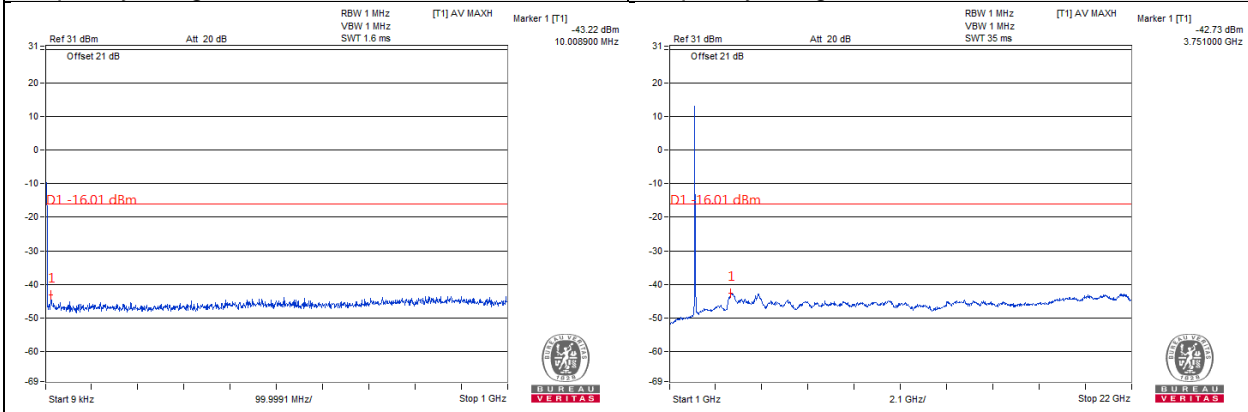 RBW 1 MHz [T1] AV MAXH
VBW 1 MHz
Ref 31 dBm Att 20 dB SWT 1.6 ms
Marker 1 [T1]
-43.22 dBm
10.008900 MHz
31
Offset 21 dB
20
10
0
-10
D1 -16.01 dBm
-20
-30
1
-40
-50
-60
-69
Start 9 kHz 99.9991 MHz/ Stop 1 GHz
BUREAU VERITAS
1828
BUREAU
VERITAS
RBW 1 MHz [T1] AV MAXH
VBW 1 MHz
Ref 31 dBm Att 20 dB SWT 35 ms
Marker 1 [T1]
-42.73 dBm
3.751000 GHz
31
Offset 21 dB
20
10
0
-10
D1 -16.01 dBm
-20
-30
1
-40
-50
-60
-69
Start 1 GHz 2.1 GHz/ Stop 22 GHz
BUREAU VERITAS
1828
BUREAU
VERITAS